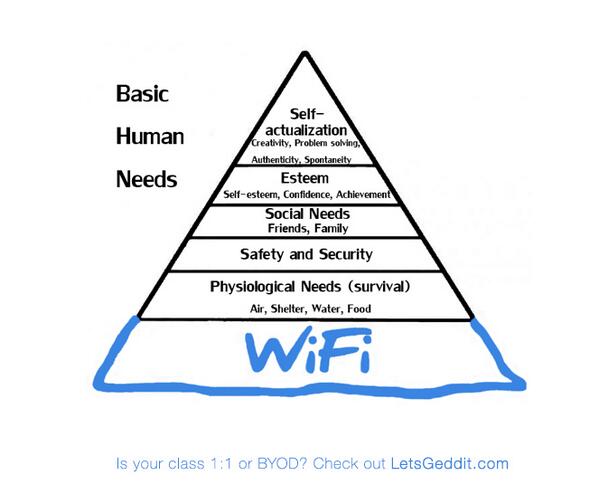 Basic
Human
Needs
Self-
actualization
Creativity, Problem solving,
Authenticity, Spontaneity
Esteem
Self-esteem, Confidence, Achievement
Social Needs
Friends, Family
Safety and Security
Physiological Needs (survival)
Air, Shelter, Water, Food
WiFi
Is your class 1:1 or BYOD? Check out LetsGeddit.com